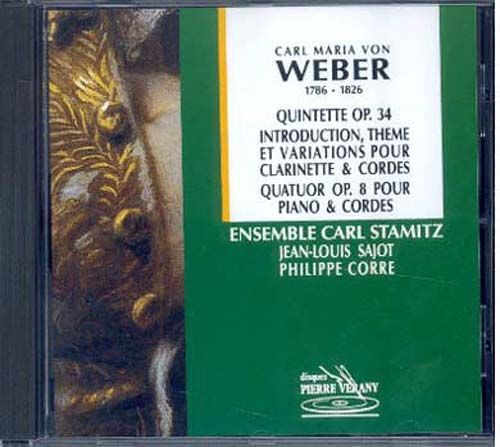 CARL MARIA VON
WEBER
1786 - 1826
QUINTETTE OP. 34
INTRODUCTION, THEME
ET VARIATIONS POUR
CLARINETTE & CORDES
QUATUOR OP. 8 POUR
PIANO & CORDES
ENSEMBLE CARL STAMITZ
JEAN-LOUIS SAJOT
PHILIPPE CORRE
disques
PIERRE VERANY